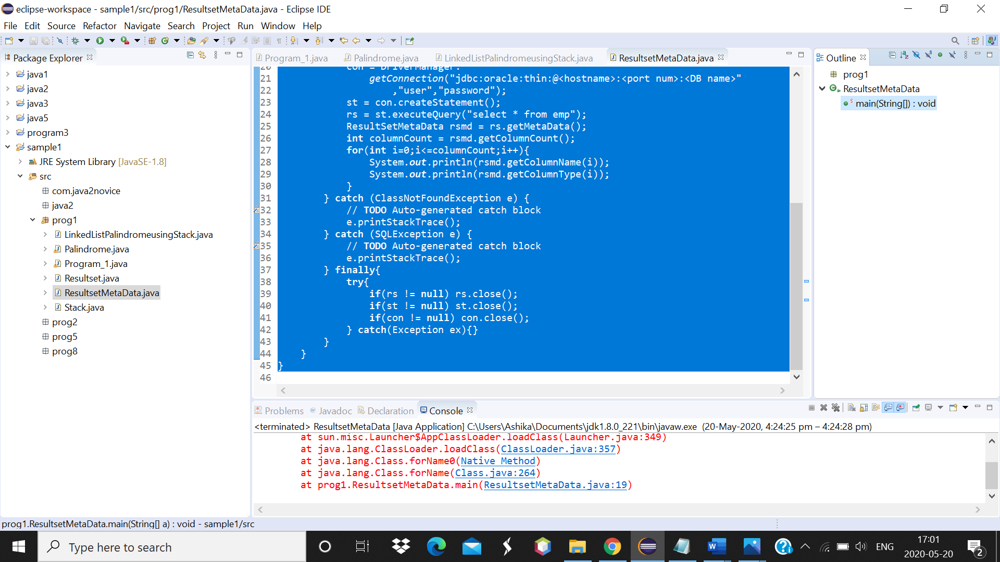 eclipse-workspace - sample1/src/prog1/ResultsetMetaData.java - Eclipse IDE
File Edit Source Refactor Navigate Search Project Run Window Help
Package Explorer
java1
java2
java3
java5
program3
sample1
JRE System Library [JavaSE-1.8]
src
com.java2novice
java2
prog1
LinkedListPalindromeusingStack.java
Palindrome.java
Program_1.java
Resultset.java
ResultsetMetaData.java
Stack.java
prog2
prog5
prog8
Program_1.java Palindrome.java LinkedListPalindromeusingStack.java ResultsetMetaData.java
20 con = DriverManager.
21 getConnection("jdbc:oracle:thin:@<hostname>:<port num>:<DB name>"
22 ,"user","password");
23 st = con.createStatement();
24 rs = st.executeQuery("select * from emp");
25 ResultSetMetaData rsmd = rs.getMetaData();
26 int columnCount = rsmd.getColumnCount();
27 for(int i=0;i<=columnCount;i++){
28 System.out.println(rsmd.getColumnName(i));
29 System.out.println(rsmd.getColumnType(i));
30 }
31 } catch (ClassNotFoundException e) {
32 // TODO Auto-generated catch block
33 e.printStackTrace();
34 } catch (SQLException e) {
35 // TODO Auto-generated catch block
36 e.printStackTrace();
37 } finally{
38 try{
39 if(rs != null) rs.close();
40 if(st != null) st.close();
41 if(con != null) con.close();
42 } catch(Exception ex){}
43 }
44 }
45 }
46
Outline
prog1
ResultsetMetaData
main(String[]) : void
Problems @ Javadoc Declaration Console
<terminated> ResultsetMetaData [Java Application] C:\Users\Ashika\Documents\jdk1.8.0_221\bin\javaw.exe (20-May-2020, 4:24:25 pm – 4:24:28 pm)
at sun.misc.Launcher$AppClassLoader.loadClass(Launcher.java:349)
at java.lang.ClassLoader.loadClass(ClassLoader.java:357)
at java.lang.Class.forName0(Native Method)
at java.lang.Class.forName(Class.java:264)
at prog1.ResultsetMetaData.main(ResultsetMetaData.java:19)
prog1.ResultsetMetaData.main(String[] a) : void - sample1/src
Type here to search
ENG
17:01
2020-05-20
2